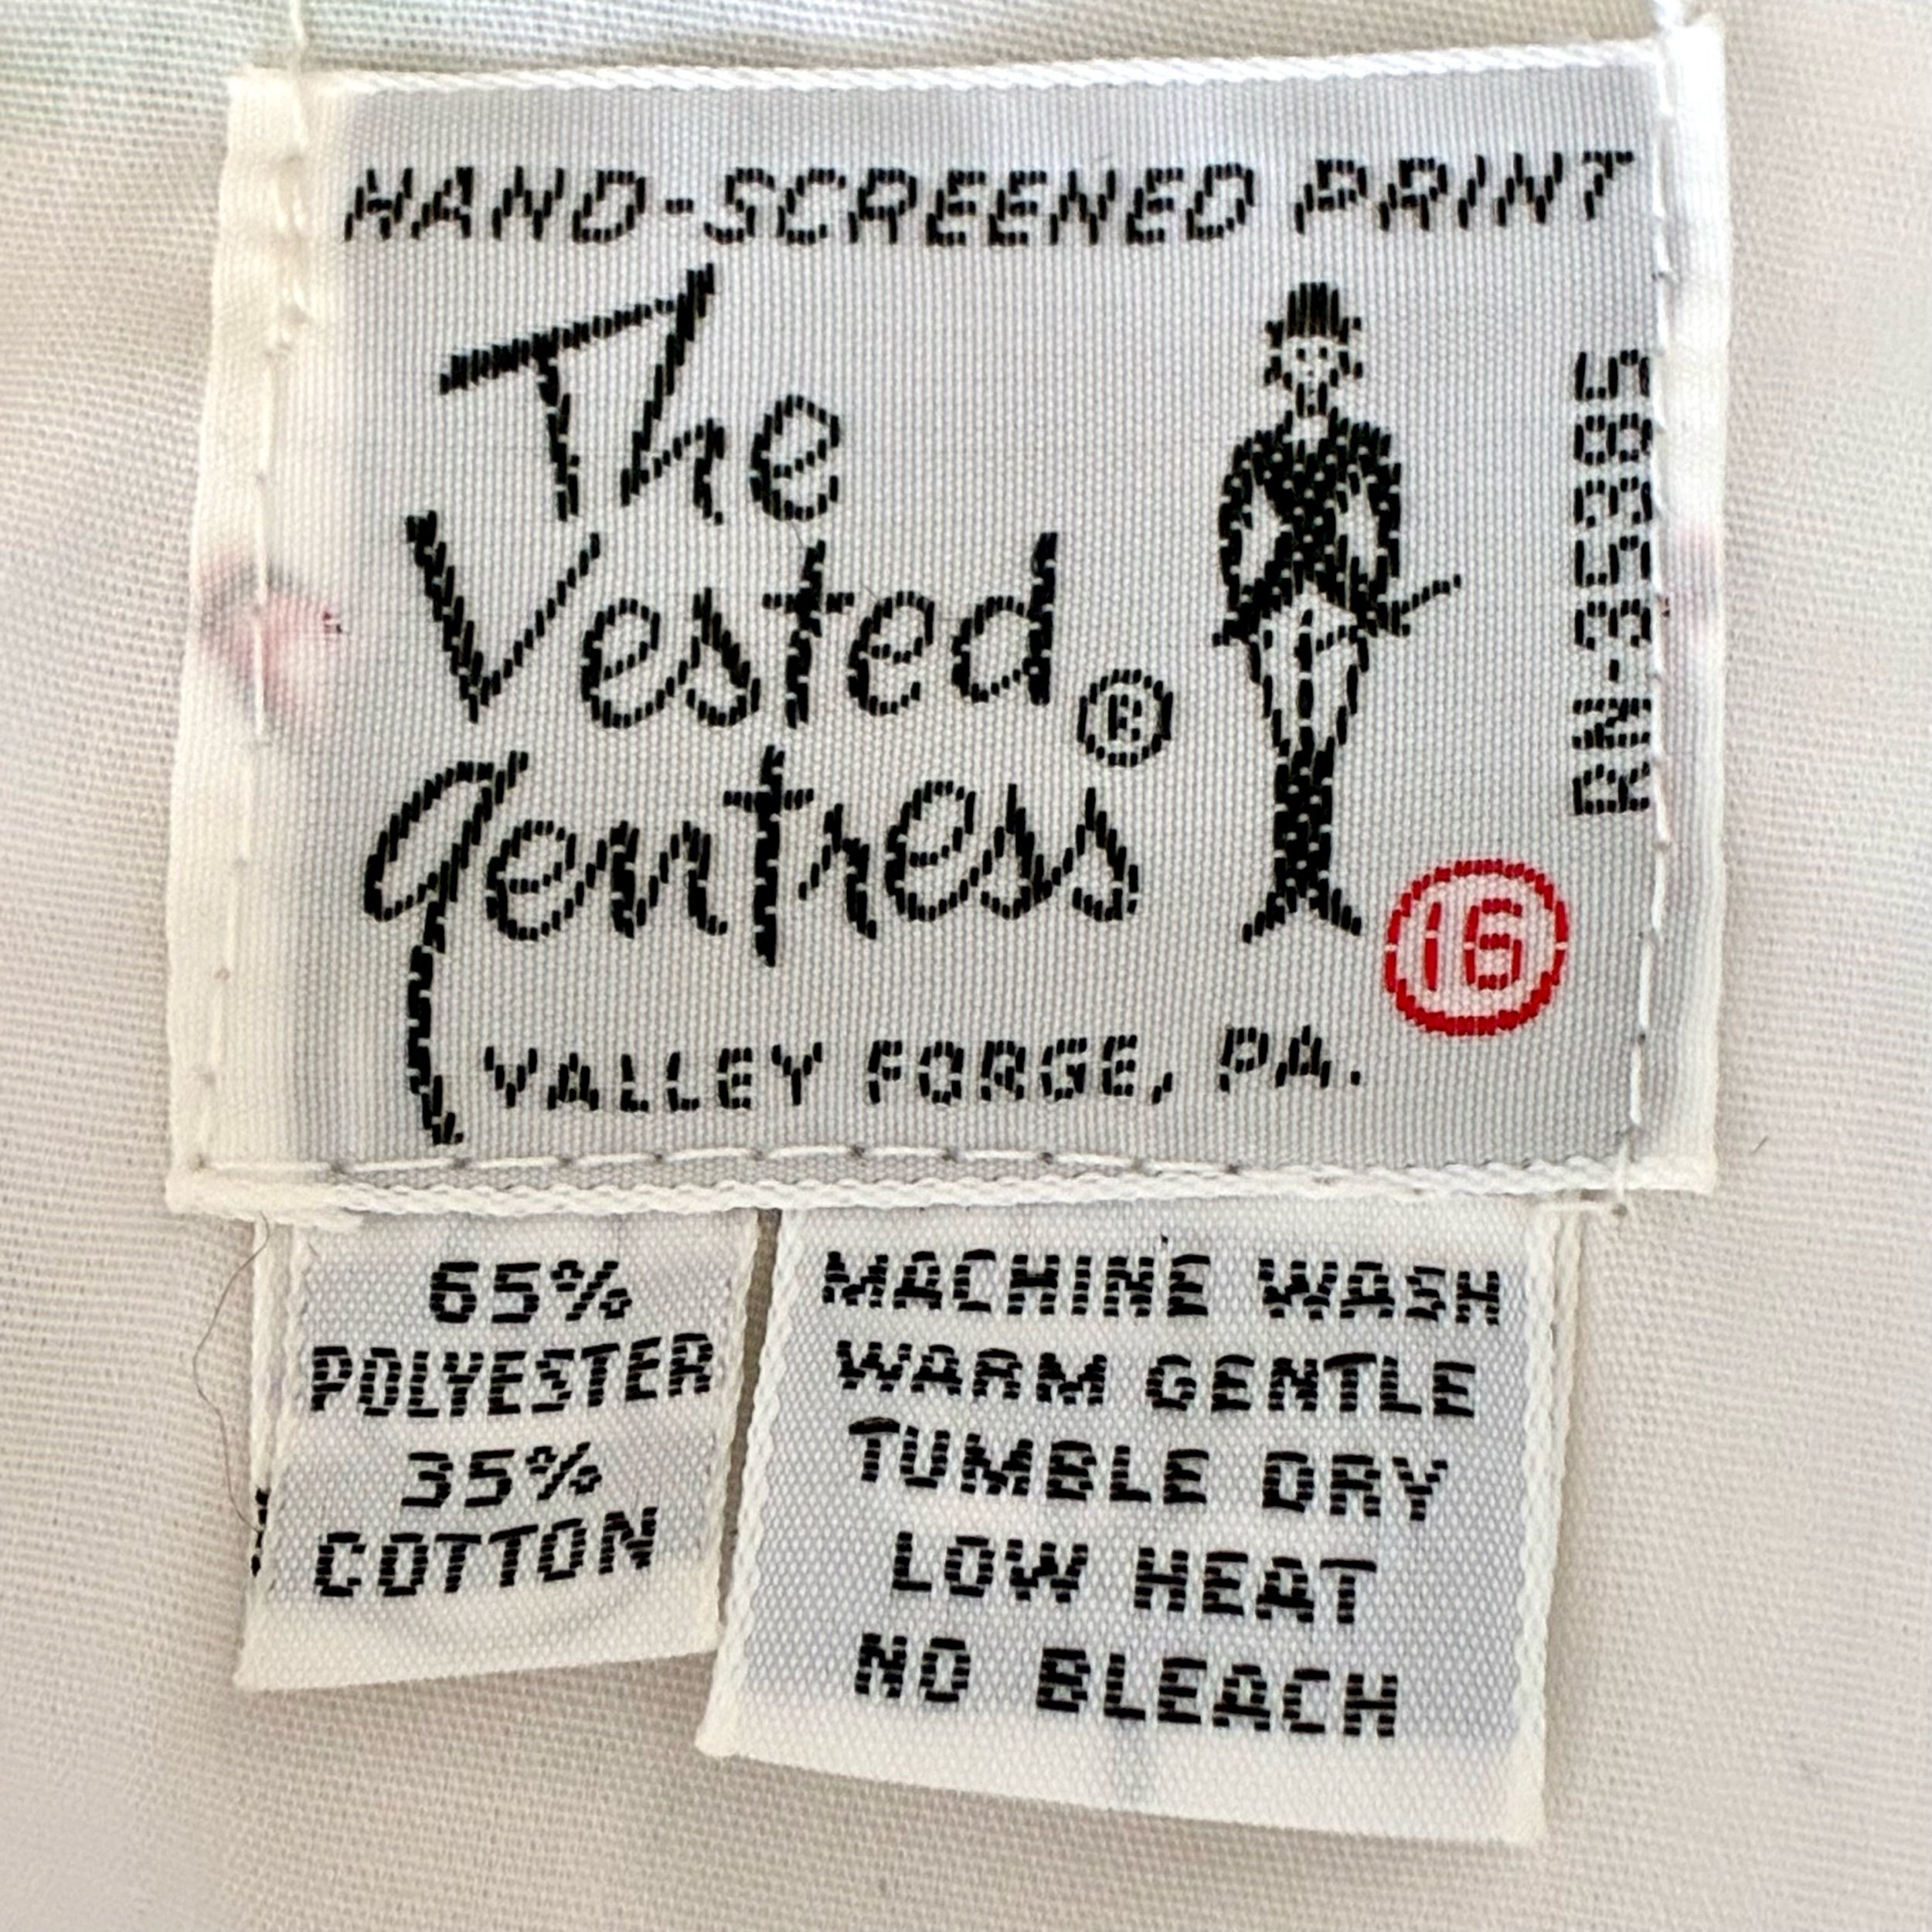 HAND-SCREENED PRINT
The
Vested ®
Gentress
RN-35385
16
VALLEY FORGE, PA.
65%
POLYESTER
35%
COTTON
MACHINE WASH
WARM GENTLE
TUMBLE DRY
LOW HEAT
NO BLEACH